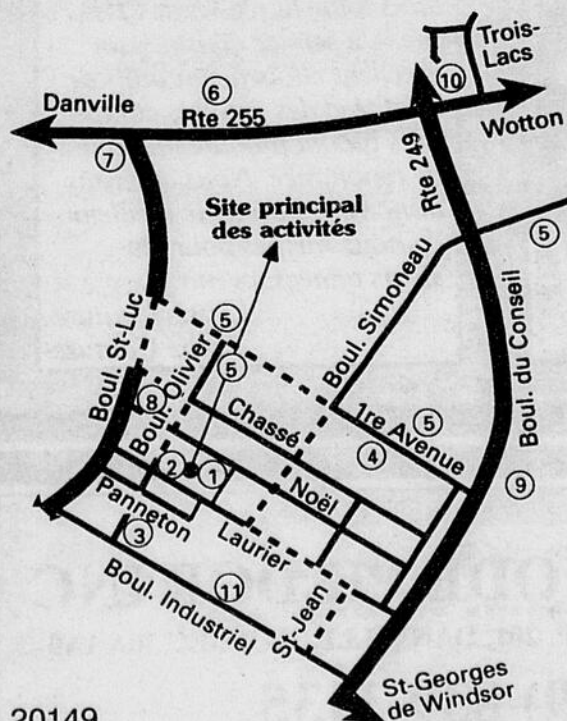 Trois-
Lacs
10
6
Danville
Rte 255
Wotton
7
Rte 249
Site principal
des activités
5
Boul. Simoneau
Boul. St-Luc
Boul. Olivier
5
5
Boul. du Conseil
8
Chassé
1re Avenue
5
4
9
2
1
Noël
Panneton
Laurier
3
11
Boul. Industriel
St-Jean
St-Georges
de Windsor
20149